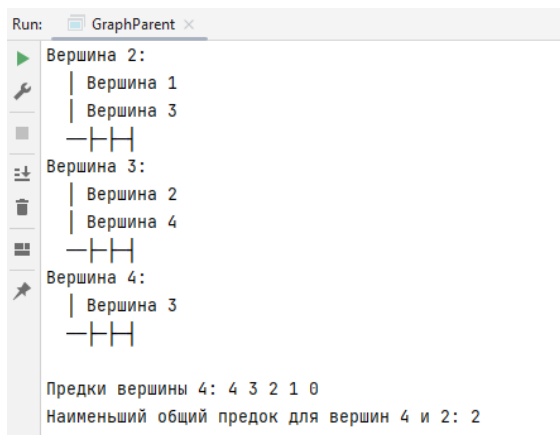 Run: GraphParent ×
Вершина 2:
│ Вершина 1
│ Вершина 3
─├─├─┤
Вершина 3:
│ Вершина 2
│ Вершина 4
─├─├─┤
Вершина 4:
│ Вершина 3
─├─├─┤
Предки вершины 4: 4 3 2 1 0
Наименьший общий предок для вершин 4 и 2: 2